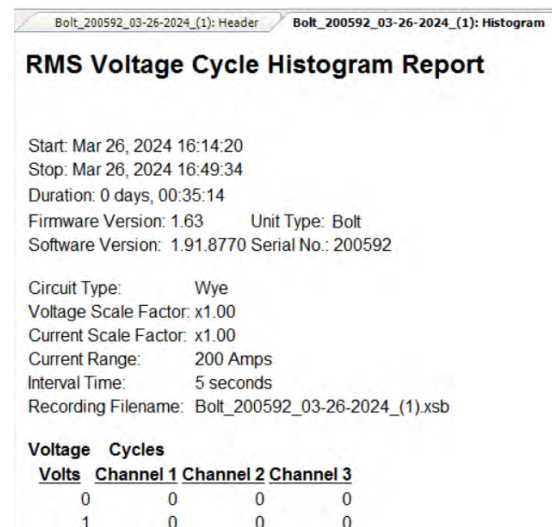 Bolt_200592_03-26-2024_(1): Header Bolt_200592_03-26-2024_(1): Histogram
RMS Voltage Cycle Histogram Report
Start: Mar 26, 2024 16:14:20
Stop: Mar 26, 2024 16:49:34
Duration: 0 days, 00:35:14
Firmware Version: 1.63 Unit Type: Bolt
Software Version: 1.91.8770 Serial No.: 200592
Circuit Type: Wye
Voltage Scale Factor: x1.00
Current Scale Factor: x1.00
Current Range: 200 Amps
Interval Time: 5 seconds
Recording Filename: Bolt_200592_03-26-2024_(1).xsb
Voltage Cycles
Volts Channel 1 Channel 2 Channel 3
0 0 0 0
1 0 0 0